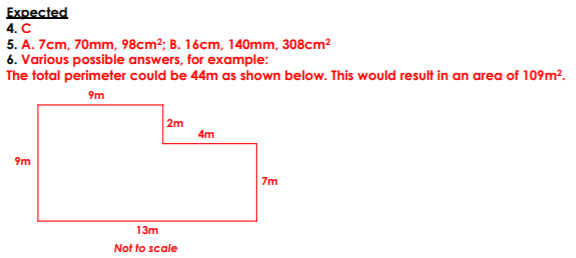 Expected
4. C
5. A. 7cm, 70mm, 98cm²; B. 16cm, 140mm, 308cm²
6. Various possible answers, for example:
The total perimeter could be 44m as shown below. This would result in an area of 109m².
9m
2m
4m
9m
7m
13m
Not to scale